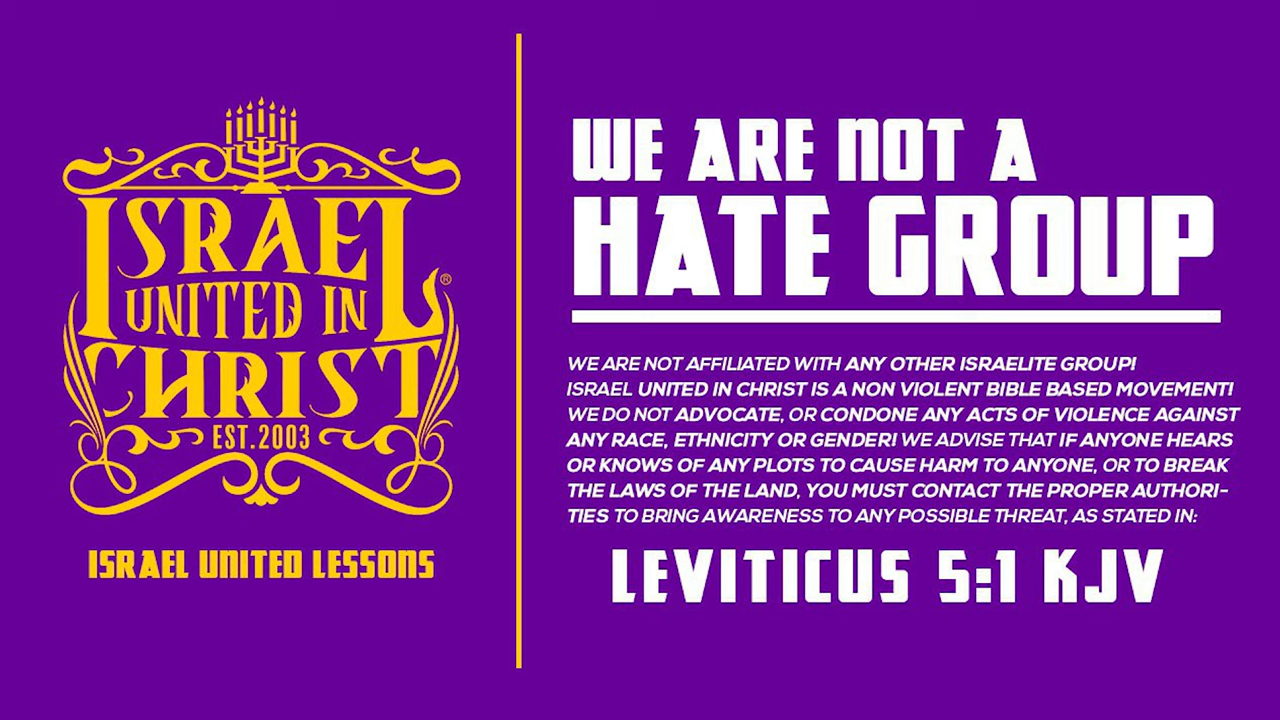 ISRAEL
UNITED IN
CHRIST
®
EST.2003
ISRAEL UNITED LESSONS
WE ARE NOT A
HATE GROUP
WE ARE NOT AFFILIATED WITH ANY OTHER ISRAELITE GROUP!
ISRAEL UNITED IN CHRIST IS A NON VIOLENT BIBLE BASED MOVEMENT!
WE DO NOT ADVOCATE, OR CONDONE ANY ACTS OF VIOLENCE AGAINST
ANY RACE, ETHNICITY OR GENDER! WE ADVISE THAT IF ANYONE HEARS
OR KNOWS OF ANY PLOTS TO CAUSE HARM TO ANYONE, OR TO BREAK
THE LAWS OF THE LAND, YOU MUST CONTACT THE PROPER AUTHORI-
TIES TO BRING AWARENESS TO ANY POSSIBLE THREAT, AS STATED IN:
LEVITICUS 5:1 KJV